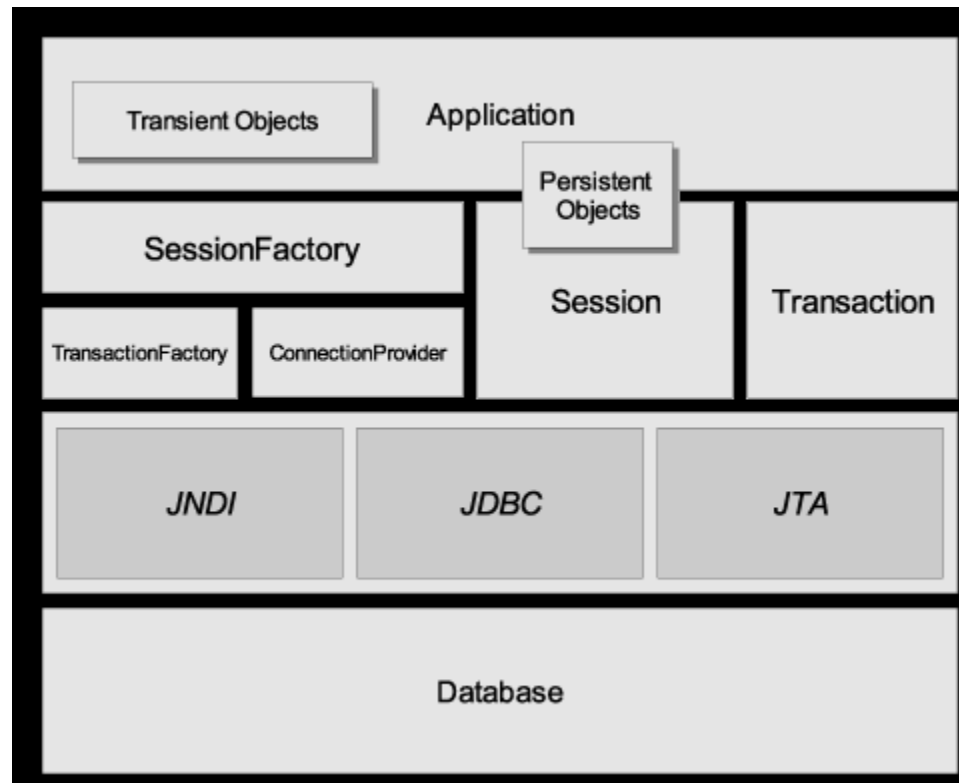 Transient Objects
Application
Persistent
Objects
SessionFactory
Session
Transaction
TransactionFactory
ConnectionProvider
JNDI
JDBC
JTA
Database